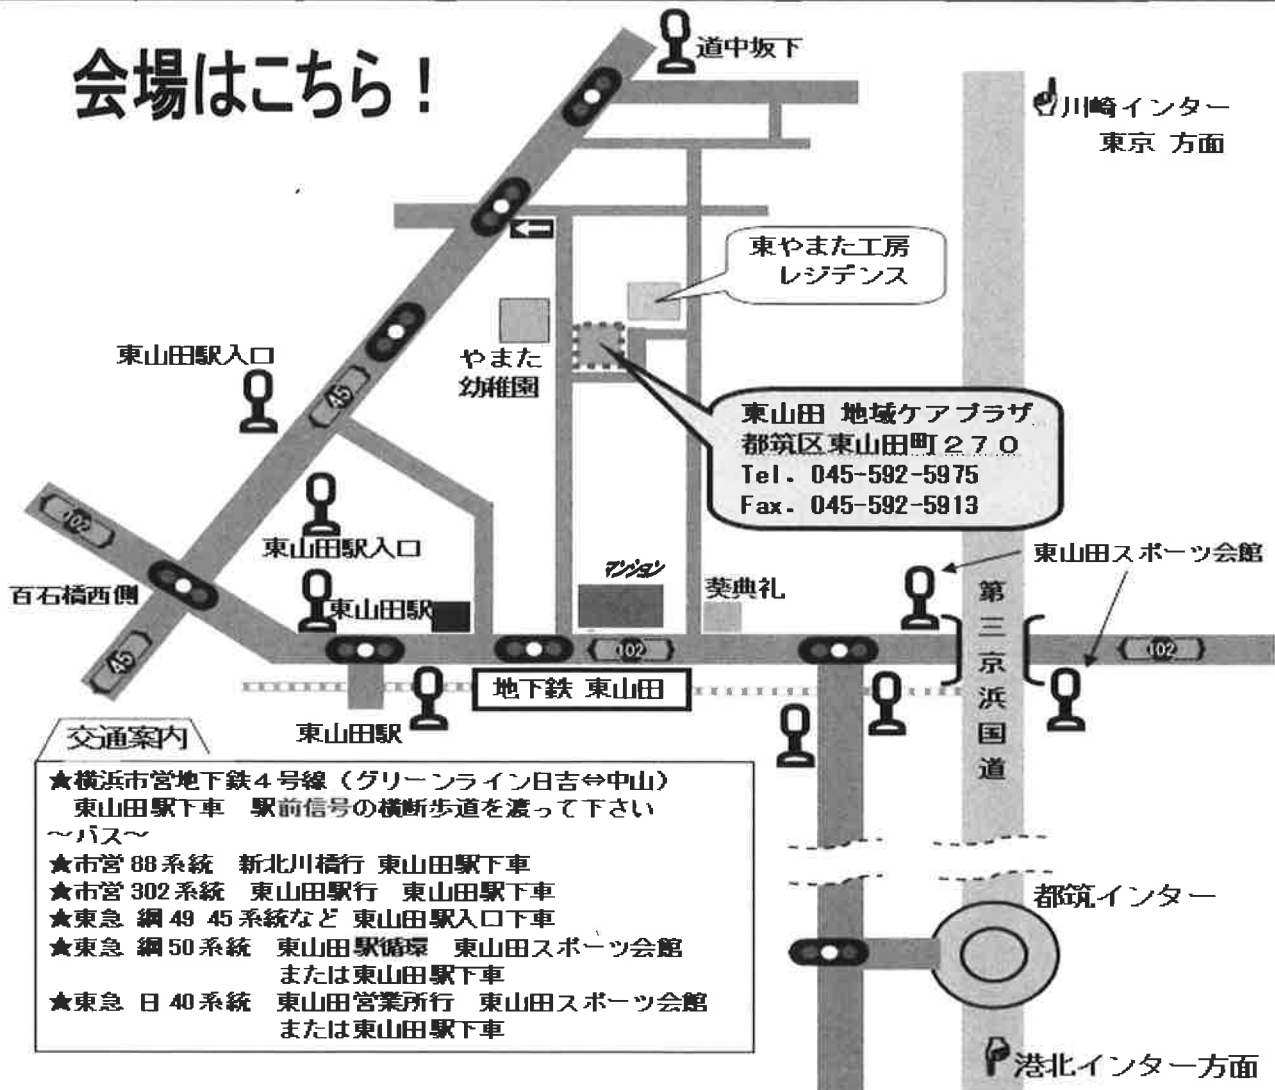 会場はこちら！
道中坂下
川崎インター
東京 方面
東やまた工房
レジデンス
やまた
幼稚園
東山田駅入口
45
東山田 地域ケアプラザ
都筑区東山田町２７０
Tel. 045-592-5975
Fax. 045-592-5913
102
東山田駅入口
百石橋西側
東山田駅
45
マンション
葵典礼
東山田スポーツ会館
102
102
地下鉄 東山田
東山田駅
第三京浜国道
交通案内
★横浜市営地下鉄４号線（グリーンライン日吉⇔中山）
東山田駅下車 駅前信号の横断歩道を渡って下さい
～バス～
★市営 88系統 新北川橋行 東山田駅下車
★市営 302系統 東山田駅行 東山田駅下車
★東急 綱 49 45系統など 東山田駅入口下車
★東急 綱 50系統 東山田駅循環 東山田スポーツ会館
または東山田駅下車
★東急 日 40系統 東山田営業所行 東山田スポーツ会館
または東山田駅下車
都筑インター
港北インター方面